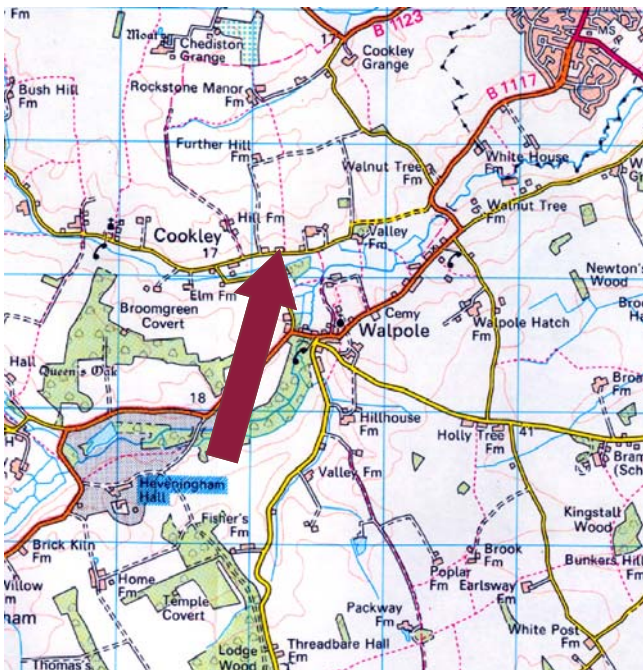 Fm
Moat
Chediston
Grange
17
B 1123
Cookley
Grange
MS
Bush Hill
Fm
Rockstone Manor
Fm
B 1117
Further Hill
Fm
Walnut Tree
Fm
White House
Fm
Walnut Tree
Fm
Hill Fm
Cookley
17
Valley
Fm
Elm Fm
Newton's
Wood
Broomgreen
Covert
Cemy
Walpole
Walpole Hatch
Fm
Hall
Queen's Oak
18
Hillhouse
Fm
Holly Tree
Fm
41
Valley Fm
Heveningham
Hall
Kingstall
Wood
Fisher's
Fm
Brick Kiln
Fm
Brook
Fm
Bunkers Hill
Fm
Home
Fm
Temple
Covert
Poplar
Fm
Earlsway
Fm
Packway
Fm
White Post
Fm
Lodge
Wood
Threadbare Hall
Fm
Thomas's